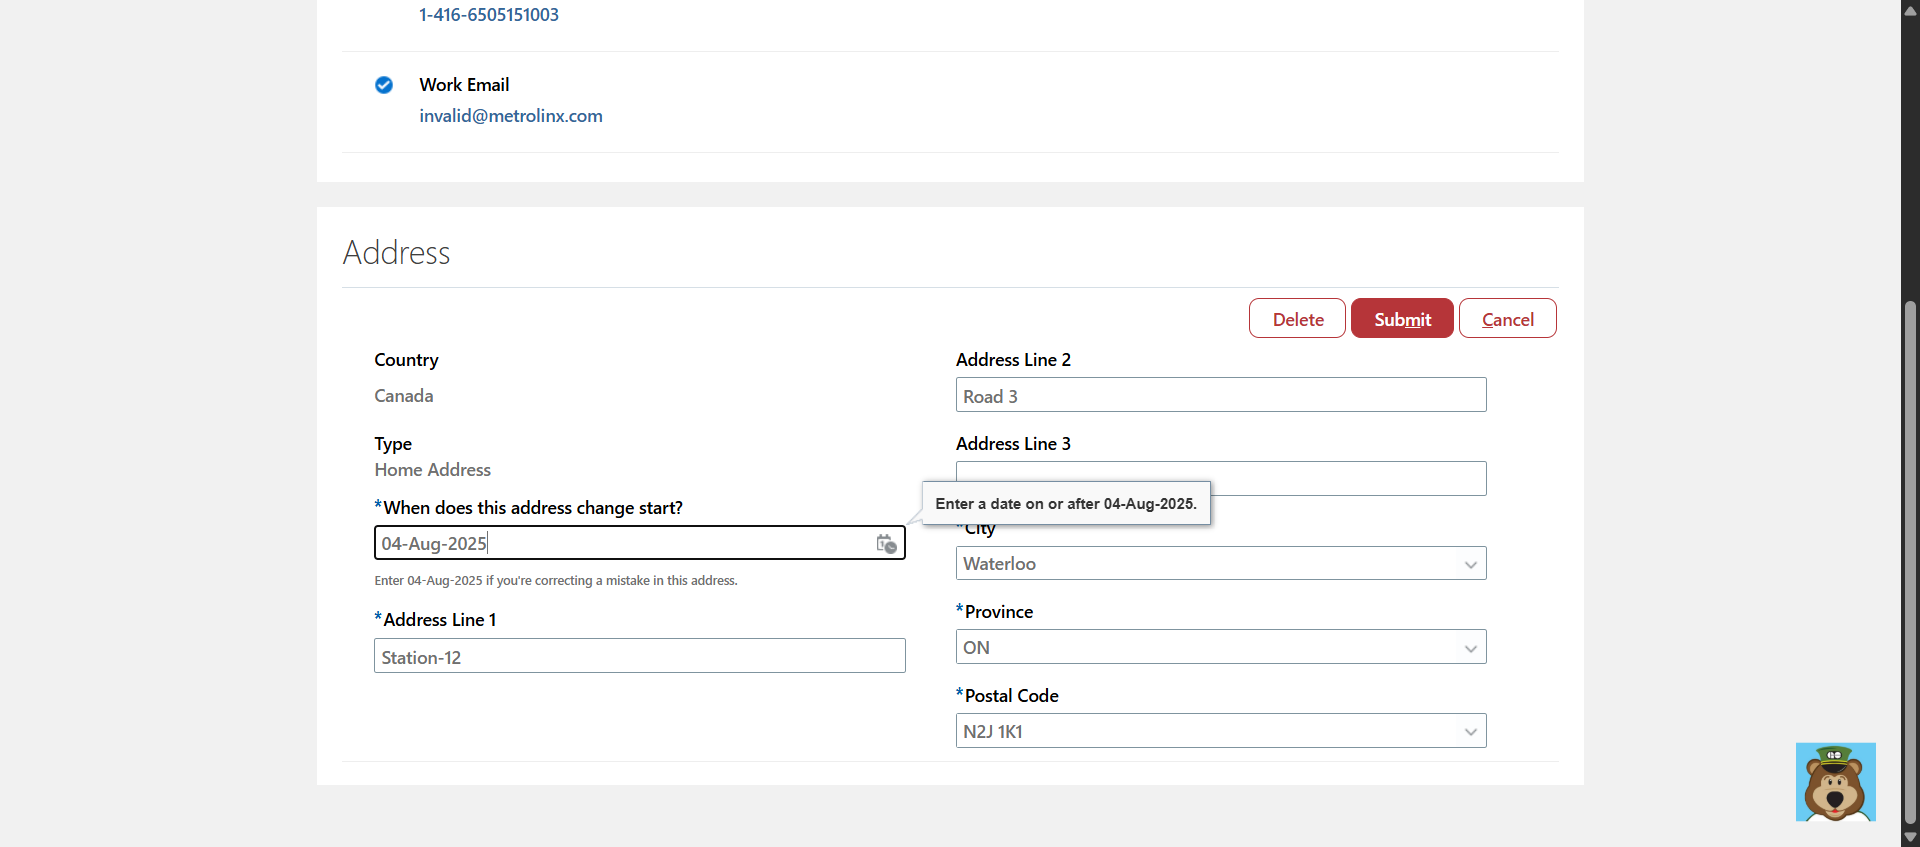 1-416-6505151003
Work Email
invalid@metrolinx.com
Address
Delete
Submit
Cancel
Country
Canada
Type
Home Address
*When does this address change start?
04-Aug-2025
Enter 04-Aug-2025 if you're correcting a mistake in this address.
*Address Line 1
Station-12
Address Line 2
Road 3
Address Line 3
Enter a date on or after 04-Aug-2025.
*City
Waterloo
*Province
ON
*Postal Code
N2J 1K1